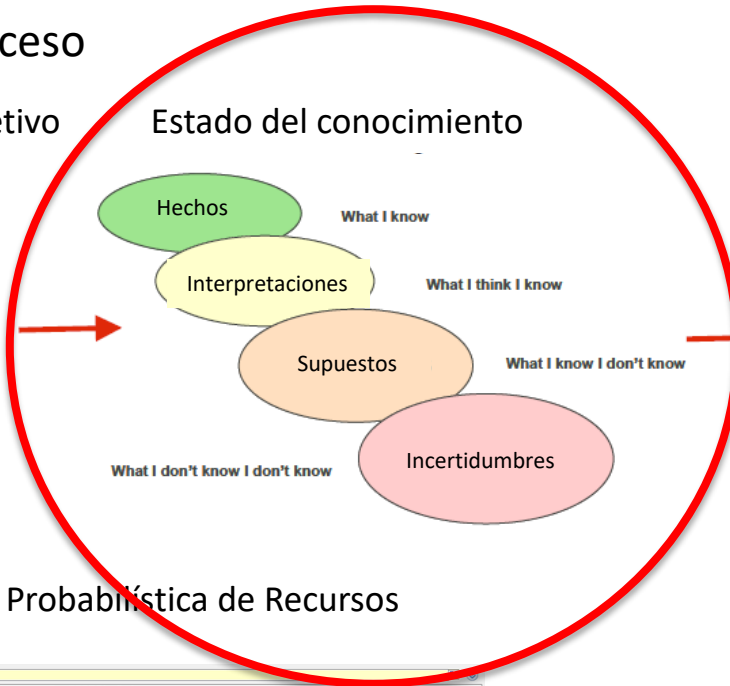 ceso
etivo
Estado del conocimiento
Hechos
What I know
Interpretaciones
What I think I know
Supuestos
What I know I don't know
Incertidumbres
What I don't know I don't know
Probabilística de Recursos